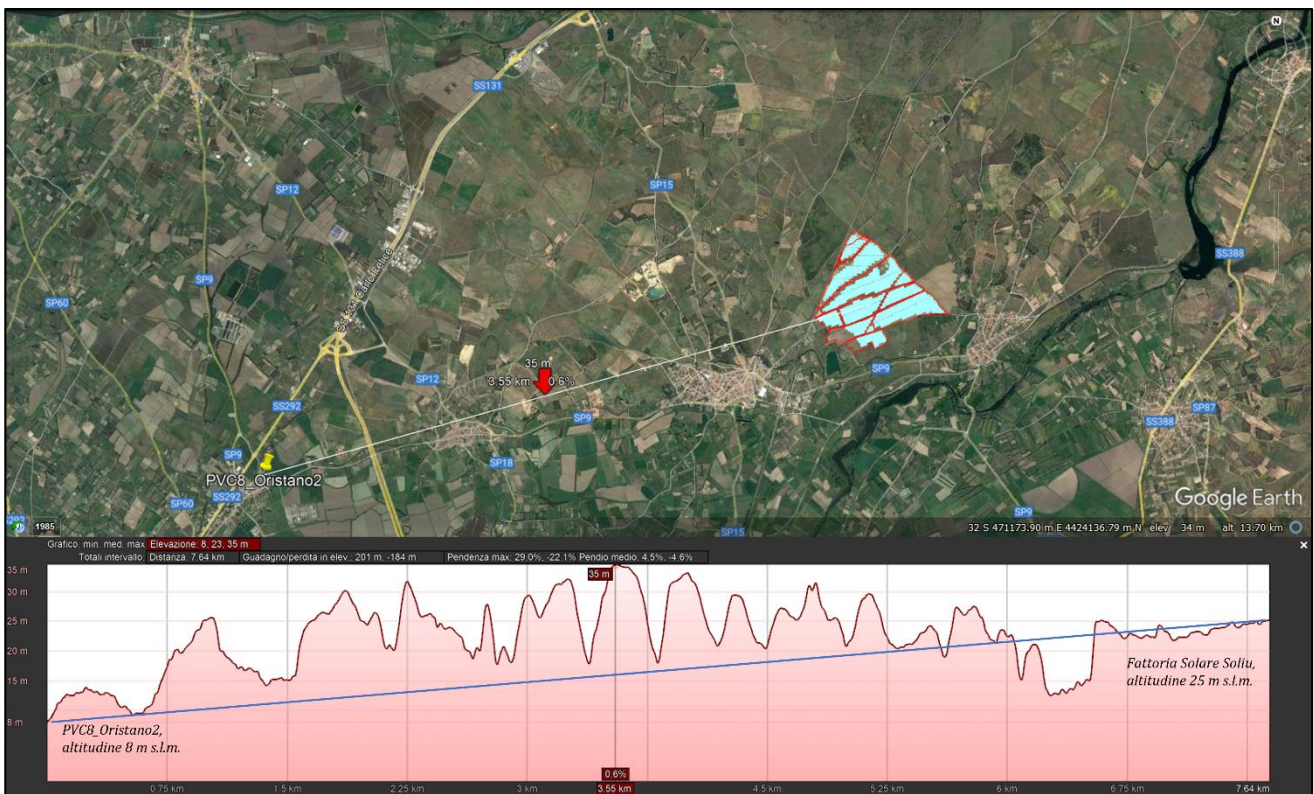 N
SS131
SP12
SP15
SS 131 Carlo Felice
SP9
SP60
SS388
35 m
3.55 km 0.6%
SP12
SP9
SS292
SP9
SP9
SS388
SP87
SP18
PVC8_Oristano2
SS292
SP60
SP9
SP15
Google Earth
SS292
1985
32 S 471173.90 m E 4424136.79 m N elev 34 m alt 13.70 km
Grafico: min. med. max Elevazione: 8, 23, 35 m
Totali intervallo: Distanza: 7.64 km Guadagno/perdita in elev.: 201 m, -184 m Pendenza max: 29.0%, -22.1% Pendio medio: 4.5%, -4.6%
35 m
35 m
30 m
25 m
20 m
15 m
8 m
Fattoria Solare Soliu,
altitudine 25 m s.l.m.
PVC8_Oristano2,
altitudine 8 m s.l.m.
0.6%
0.75 km 1.5 km 2.25 km 3 km 3.55 km 4.5 km 5.25 km 6 km 6.75 km 7.64 km